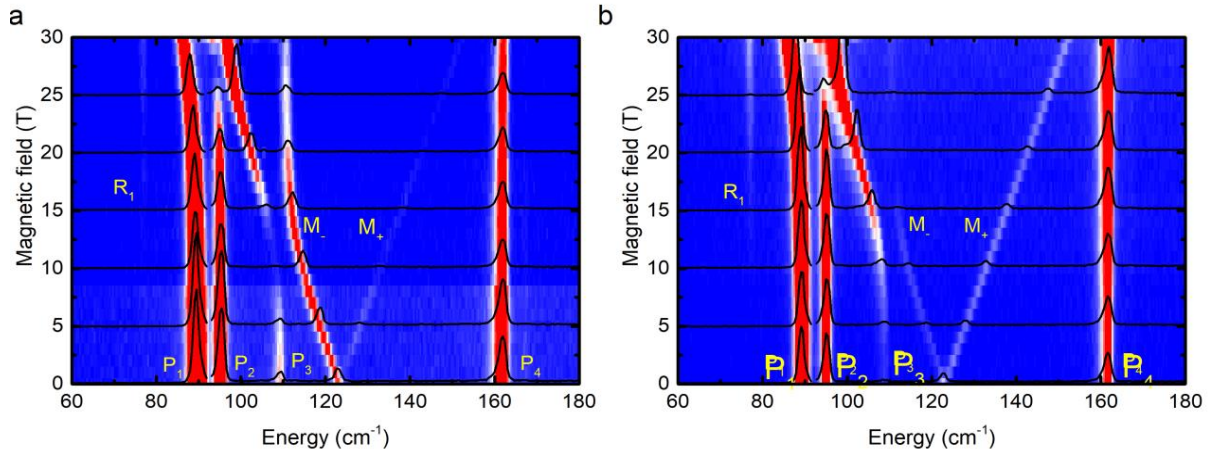 a
30
25
20
15
10
5
0
Magnetic field (T)
R₁
M₋
M₊
P₁
P₂
P₃
P₄
60 80 100 120 140 160 180
Energy (cm⁻¹)
b
30
25
20
15
10
5
0
Magnetic field (T)
R₁
M₋
M₊
P₁
P₂
P₃
P₄
60 80 100 120 140 160 180
Energy (cm⁻¹)